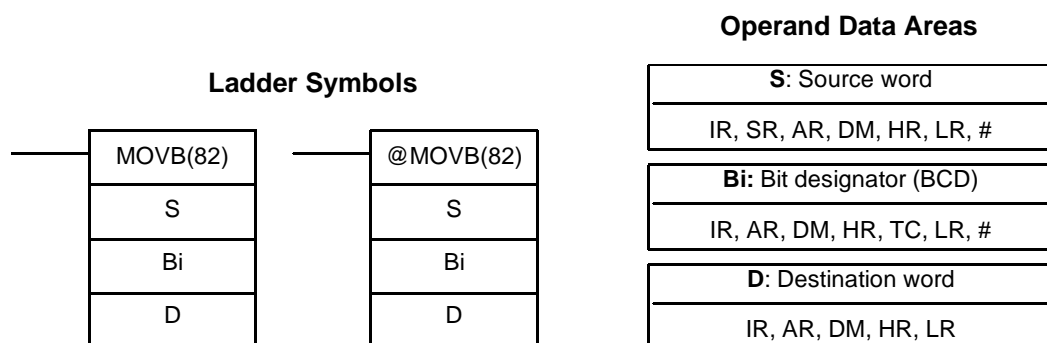 Ladder Symbols
MOVB(82)
S
Bi
D
@MOVB(82)
S
Bi
D
Operand Data Areas
S: Source word
IR, SR, AR, DM, HR, LR, #
Bi: Bit designator (BCD)
IR, AR, DM, HR, TC, LR, #
D: Destination word
IR, AR, DM, HR, LR